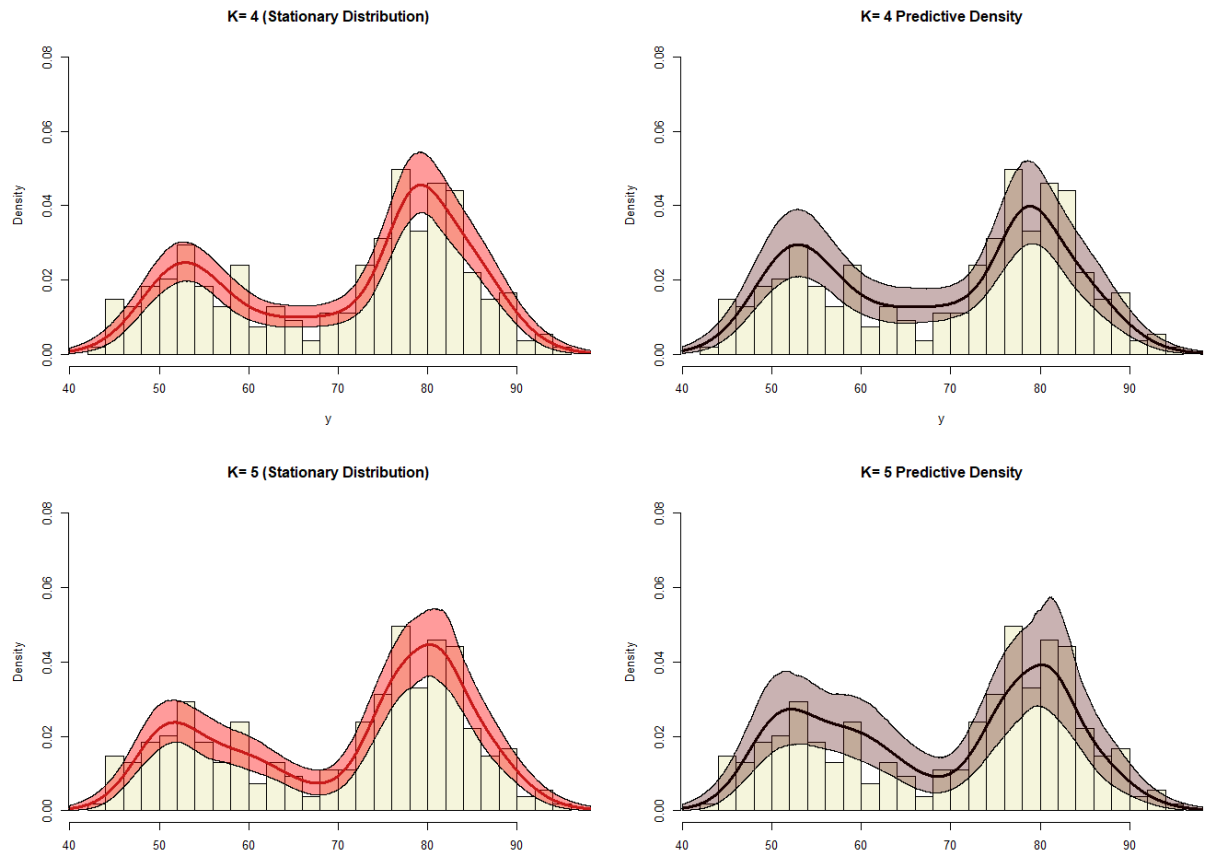 K= 4 (Stationary Distribution)
Density
0.00 0.02 0.04 0.06 0.08
40 50 60 70 80 90
y
K= 4 Predictive Density
Density
0.00 0.02 0.04 0.06 0.08
40 50 60 70 80 90
y
K= 5 (Stationary Distribution)
Density
0.00 0.02 0.04 0.06 0.08
40 50 60 70 80 90
K= 5 Predictive Density
Density
0.00 0.02 0.04 0.06 0.08
40 50 60 70 80 90